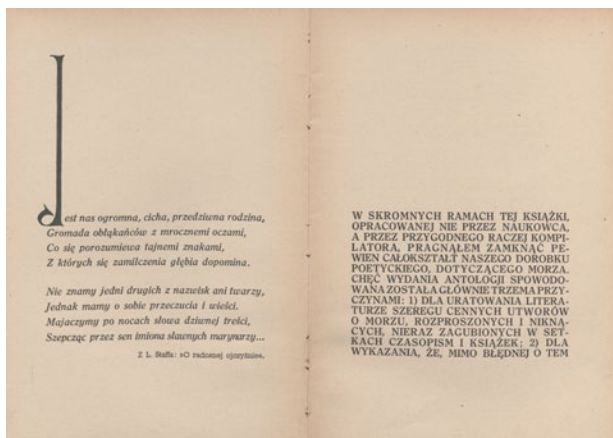 Jest nas ogromna, cicha, przedziwna rodzina,
Gromada obłąkańców z mrocznemi oczami,
Co się porozumiewa tajnemi znakami,
Z których się zamilczenia głębia dopomina.
Nie znamy jedni drugich z nazwisk ani twarzy,
Jednak mamy o sobie przeczucia i wieści.
Majaczymy po nocach słowa dziwnej treści,
Szepcząc przez sen imiona sławnych marynarzy...
Z L. Staffa: »O radosnej ojczyźnie«.
W SKROMNYCH RAMACH TEJ KSIĄŻKI,
OPRACOWANEJ NIE PRZEZ NAUKOWCA,
A PRZEZ PRZYGODNEGO RACZEJ KOMPI-
LATORA, PRAGNĄŁEM ZAMKNĄĆ PE-
WIEN CAŁOKSZTAŁT NASZEGO DOROBKU
POETYCKIEGO, DOTYCZĄCEGO MORZA.
CHĘĆ WYDANIA ANTOLOGJI SPOWODO-
WANA ZOSTAŁA GŁÓWNIE TRZEMA PRZY-
CZYNAMI: 1) DLA URATOWANIA LITERA-
TURZE SZEREGU CENNYCH UTWORÓW
O MORZU, ROZPROSZONYCH I NIKNĄ-
CYCH, NIERAZ ZAGUBIONYCH W SET-
KACH CZASOPISM I KSIĄŻEK; 2) DLA
WYKAZANIA, ŻE, MIMO BŁĘDNEJ O TEM